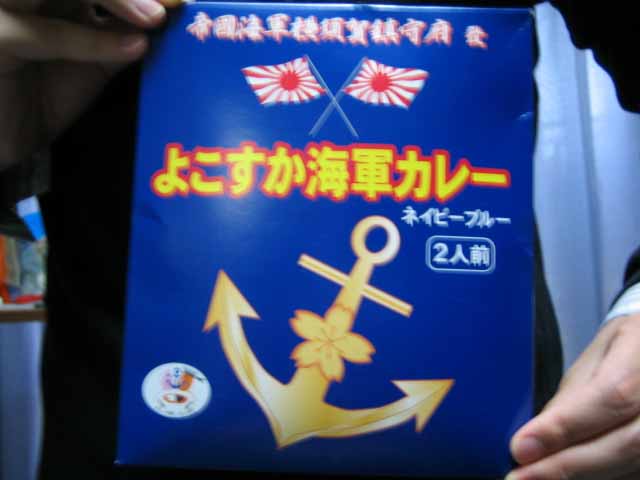 帝國海軍横須賀鎮守府 發
よこすか海軍カレー
ネイビーブルー
2人前